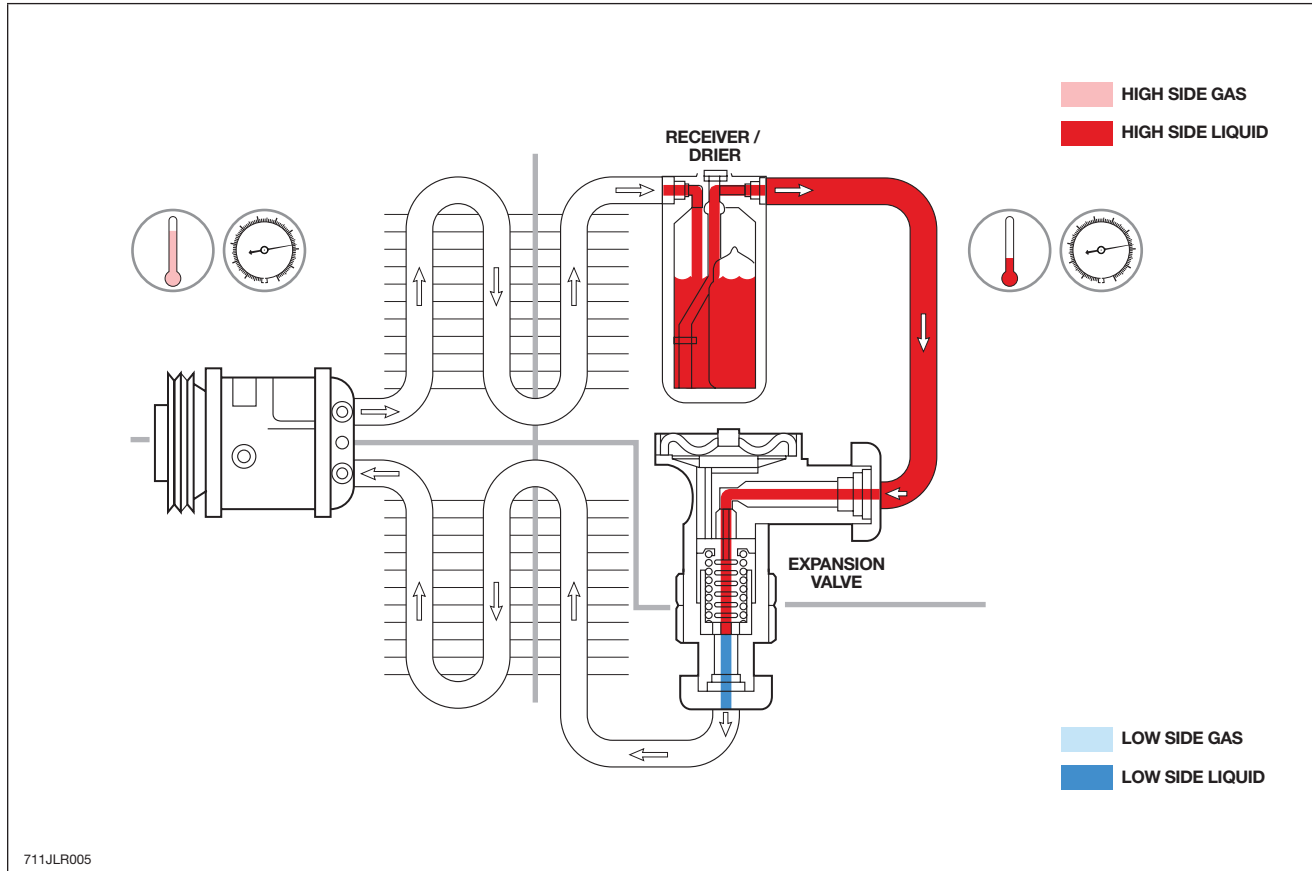 HIGH SIDE GAS
HIGH SIDE LIQUID
RECEIVER /
DRIER
EXPANSION
VALVE
LOW SIDE GAS
LOW SIDE LIQUID
711JLR005